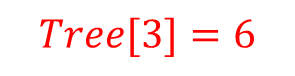 Tree[3] = 6